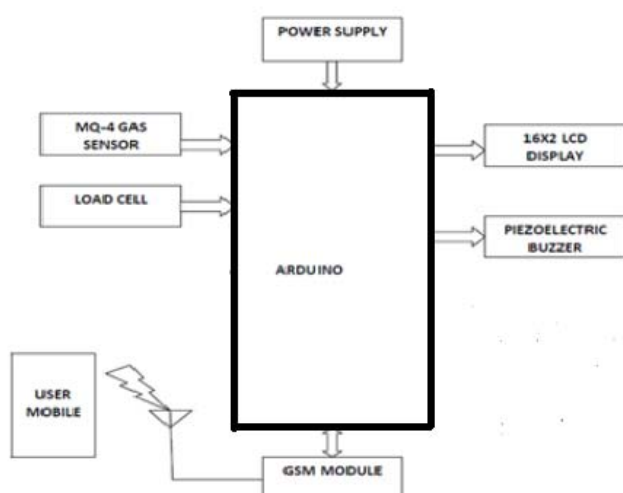 POWER SUPPLY
MQ-4 GAS
SENSOR
16X2 LCD
DISPLAY
LOAD CELL
PIEZOELECTRIC
BUZZER
ARDUINO
USER
MOBILE
GSM MODULE